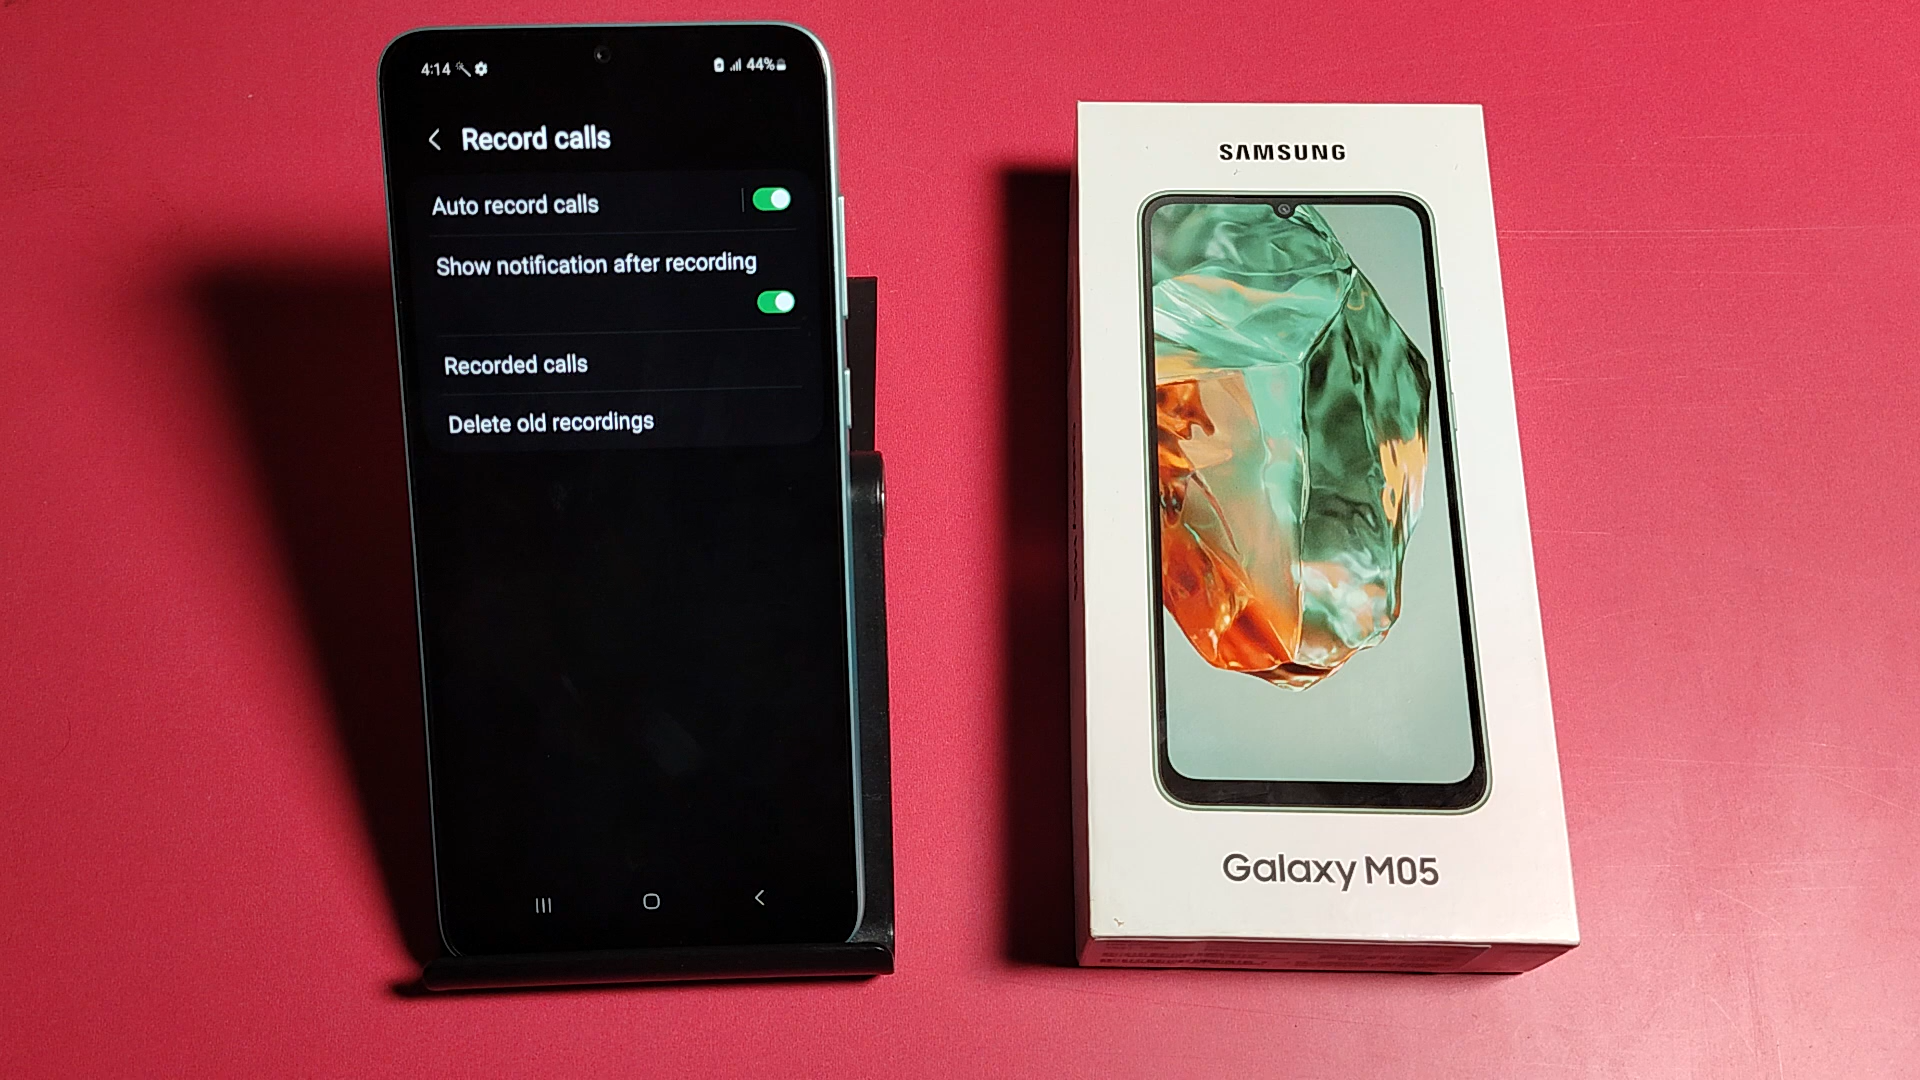 4:14
44%
Record calls
Auto record calls
Show notification after recording
Recorded calls
Delete old recordings
SAMSUNG
Galaxy M05